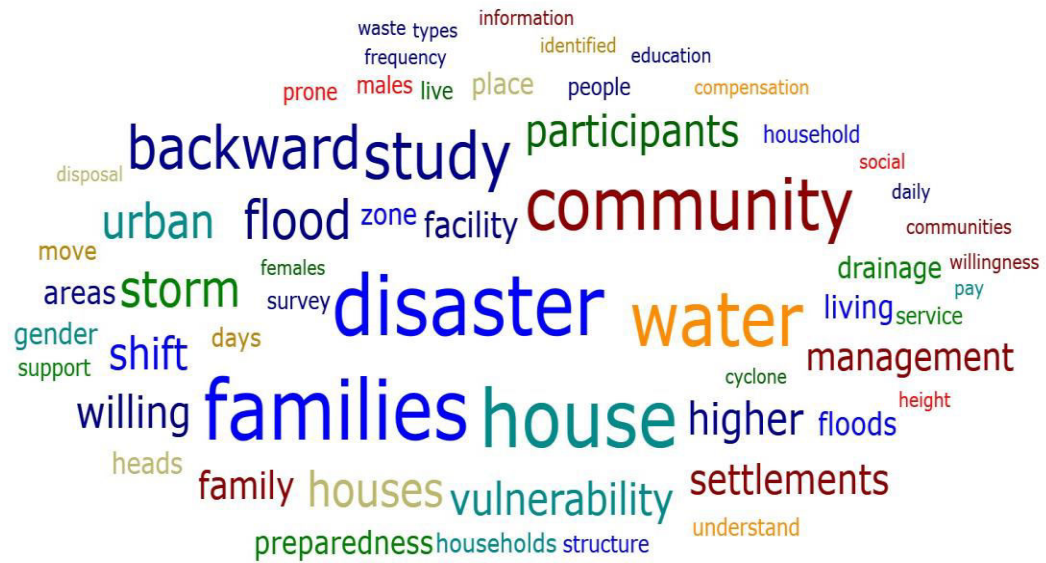 information
waste types
identified
frequency
education
prone males live place people compensation
backward study participants household
disposal
social
urban flood zone facility community daily
communities
move
females
drainage willingness
areas storm survey disaster water living service pay
gender
support shift days management
cyclone
willing families house higher floods height
heads
family houses vulnerability settlements
understand
preparedness households structure